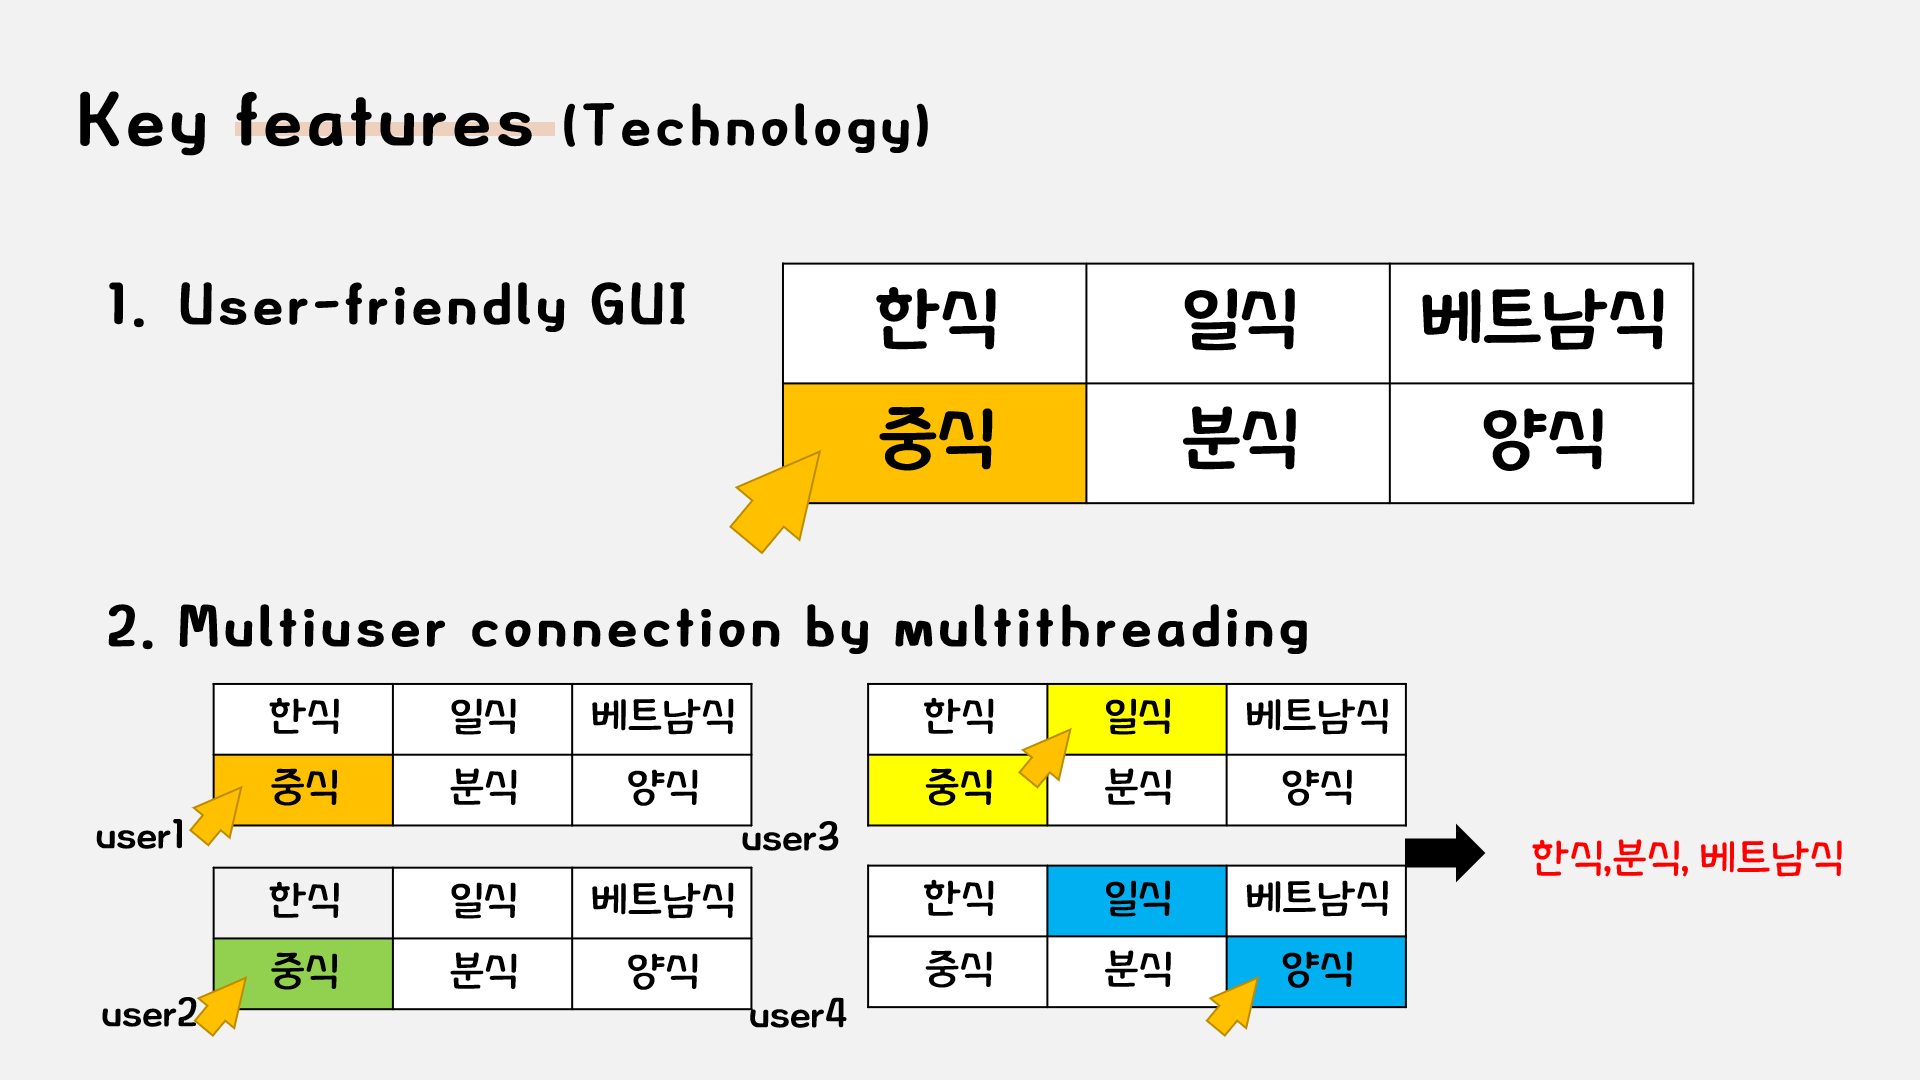 Key features (Technology)
1. User-friendly GUI
한식 일식 베트남식
중식 분식 양식
2. Multiuser connection by multithreading
한식 일식 베트남식
중식 분식 양식
user1
한식 일식 베트남식
중식 분식 양식
user3
한식 일식 베트남식
중식 분식 양식
user2
한식 일식 베트남식
중식 분식 양식
user4
한식,분식, 베트남식